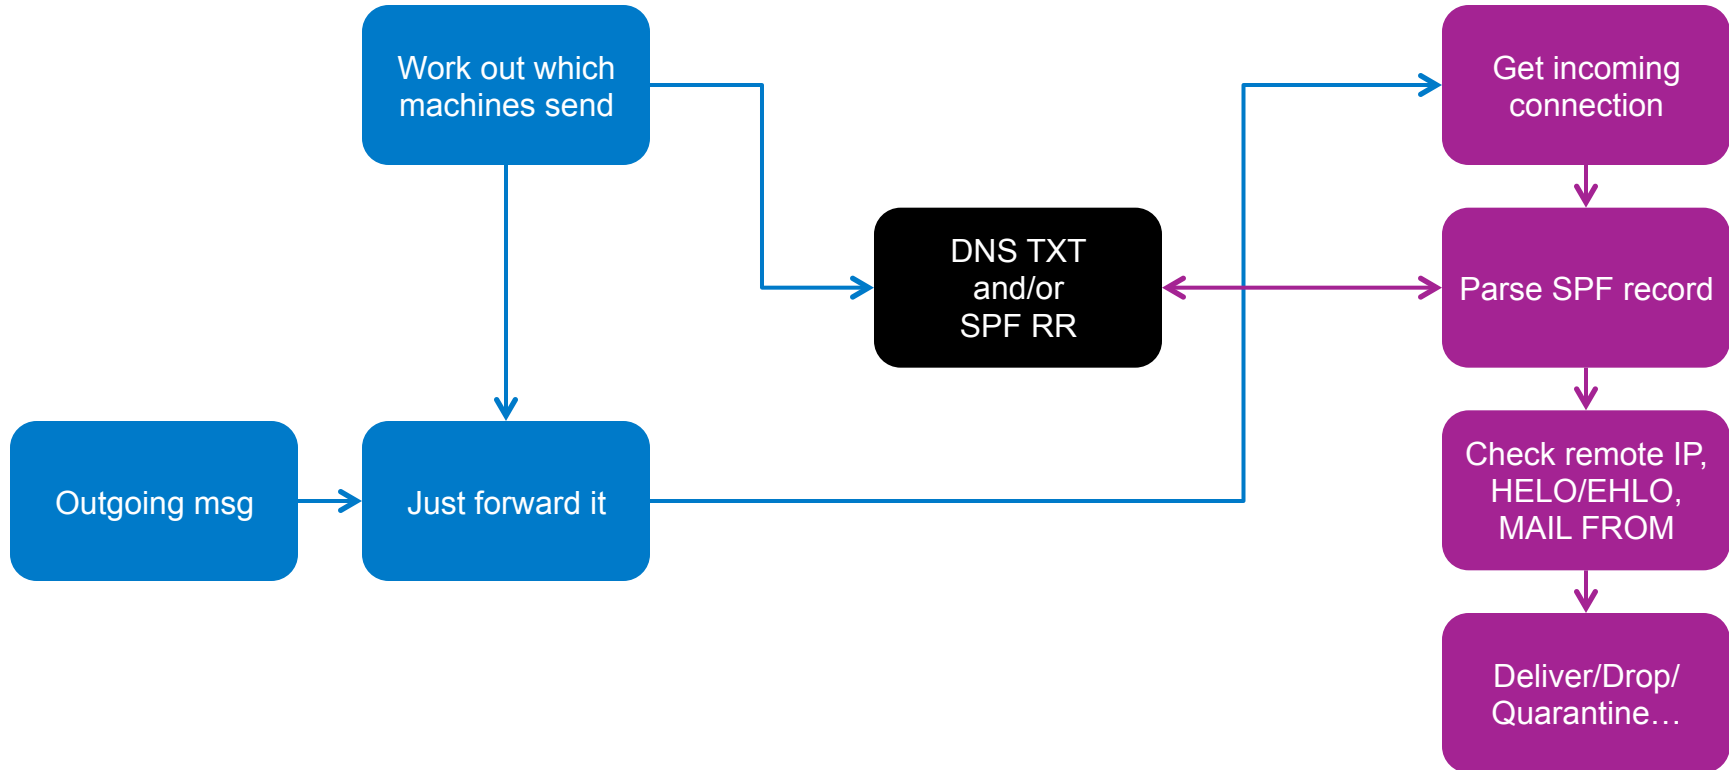 Work out which
machines send
Get incoming
connection
DNS TXT
and/or
SPF RR
Parse SPF record
Outgoing msg
Just forward it
Check remote IP,
HELO/EHLO,
MAIL FROM
Deliver/Drop/
Quarantine…